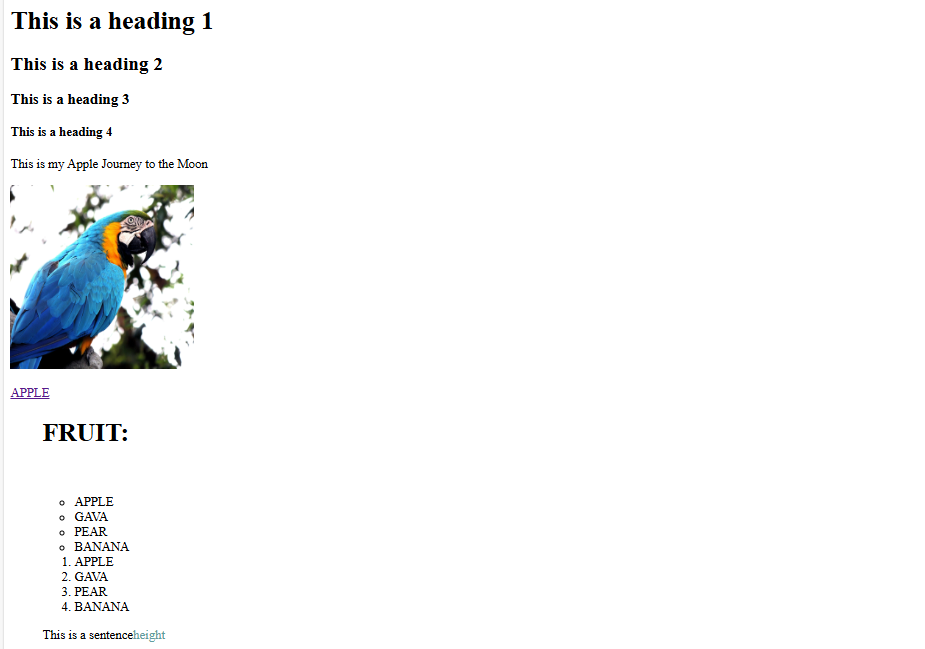 This is a heading 1
This is a heading 2
This is a heading 3
This is a heading 4
This is my Apple Journey to the Moon
APPLE
FRUIT:
APPLE
GAVA
PEAR
BANANA
1. APPLE
2. GAVA
3. PEAR
4. BANANA
This is a sentenceheight